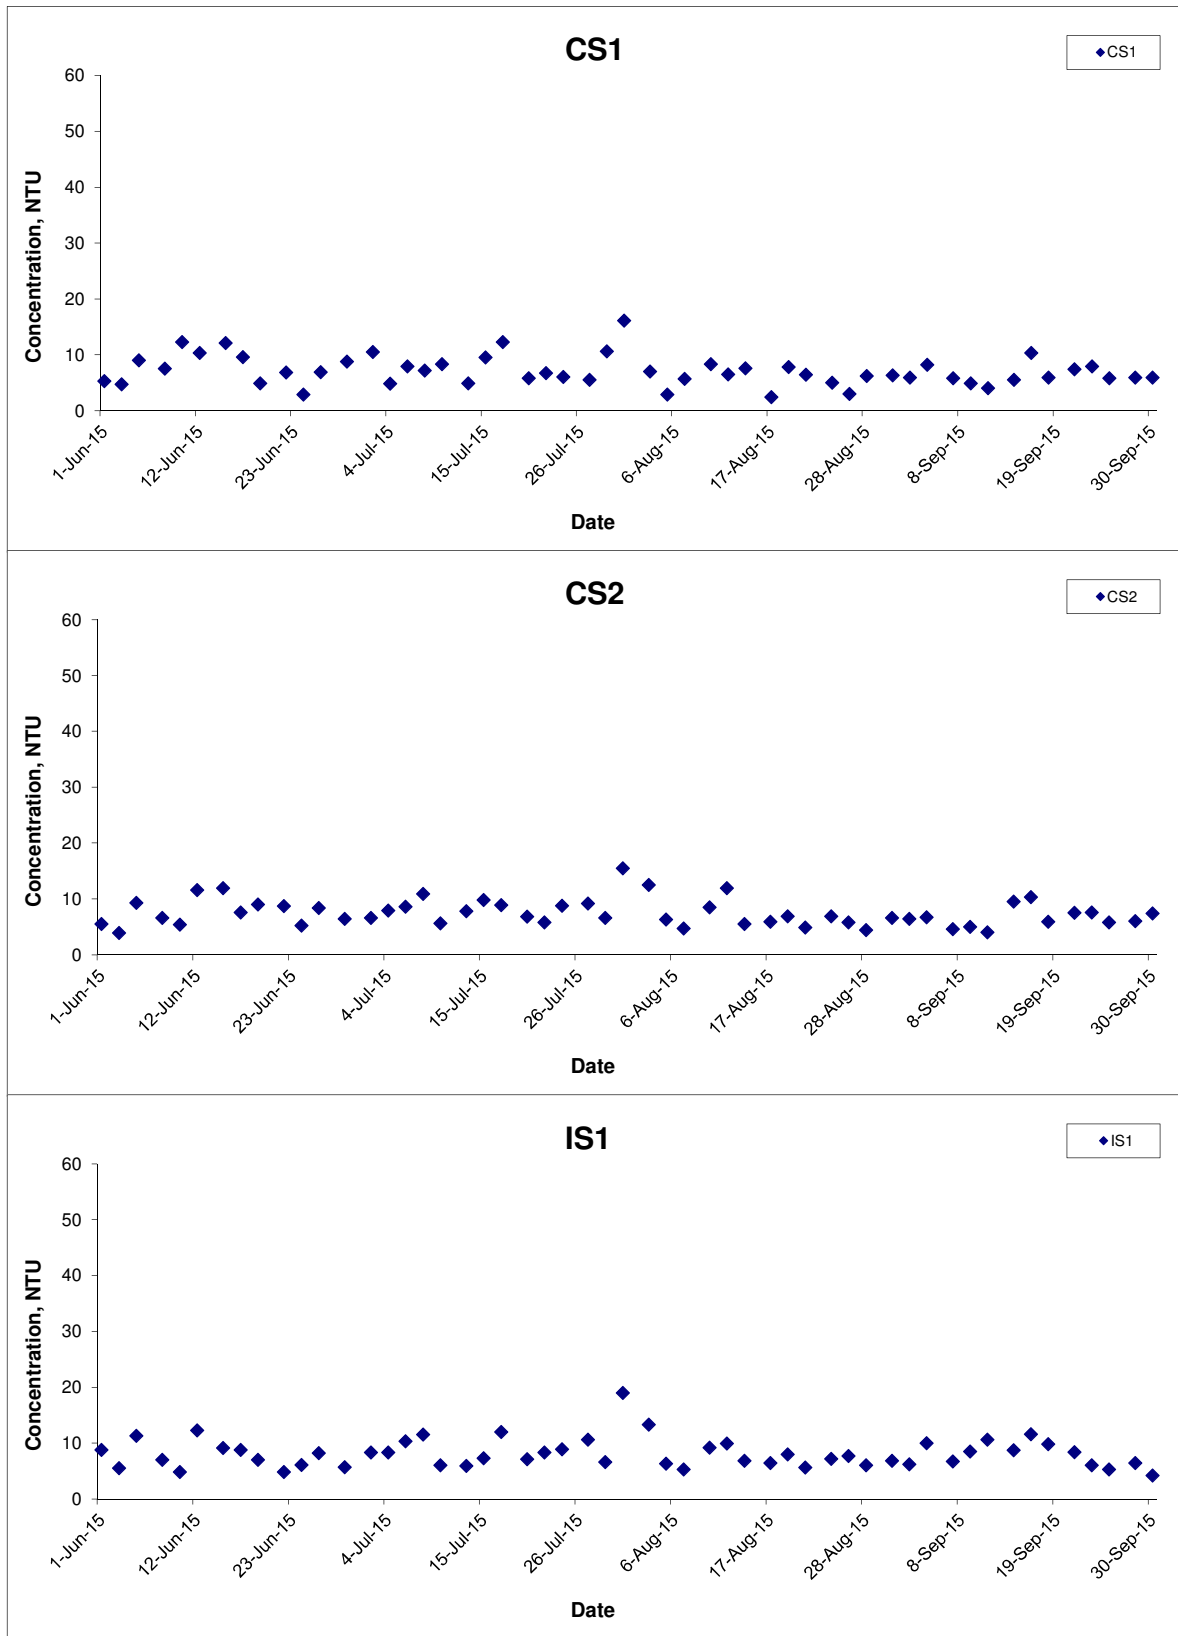 CS1
CS1
60
50
40
30
20
10
0
Concentration, NTU
1-Jun-15
12-Jun-15
23-Jun-15
4-Jul-15
15-Jul-15
26-Jul-15
6-Aug-15
17-Aug-15
28-Aug-15
8-Sep-15
19-Sep-15
30-Sep-15
Date
CS2
CS2
60
50
40
30
20
10
0
Concentration, NTU
1-Jun-15
12-Jun-15
23-Jun-15
4-Jul-15
15-Jul-15
26-Jul-15
6-Aug-15
17-Aug-15
28-Aug-15
8-Sep-15
19-Sep-15
30-Sep-15
Date
IS1
IS1
60
50
40
30
20
10
0
Concentration, NTU
1-Jun-15
12-Jun-15
23-Jun-15
4-Jul-15
15-Jul-15
26-Jul-15
6-Aug-15
17-Aug-15
28-Aug-15
8-Sep-15
19-Sep-15
30-Sep-15
Date